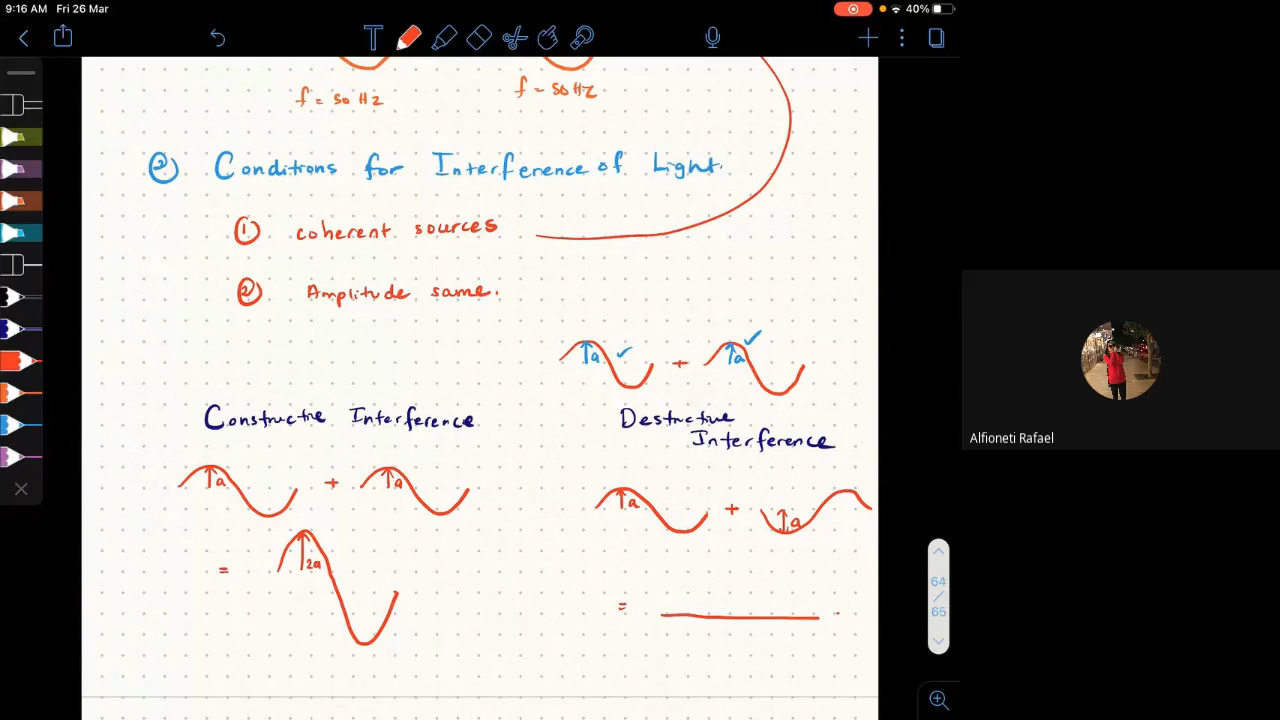 9:16 AM Fri 26 Mar
40%
f = 50 Hz
f = 50 Hz
② Conditions for Interference of Light.
① coherent sources
② Amplitude same.
a + a
Constructive Interference
Destructive
Interference
a + a
a + a
= 2a
=
64
/
65
Alfioneti Rafael